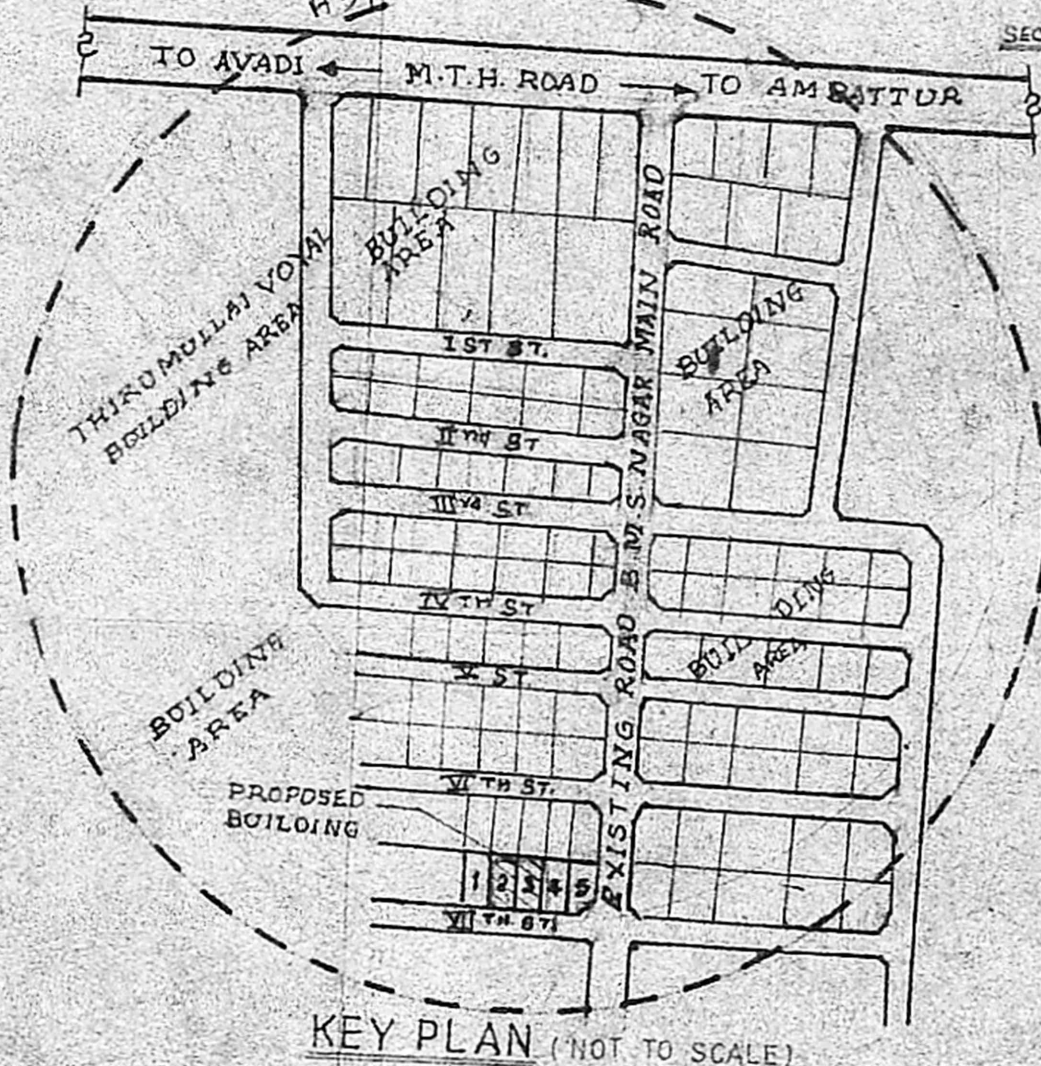 SEC
TO AVADI
M.T.H. ROAD
TO AMBATTUR
BUILDING
AREA
THIRUMULLAIVOYAL
BUILDING AREA
BUILDING
AREA
IST ST.
IInd ST
IIIrd ST
IVTH ST
V ST
VITH ST.
VIITH ST
EXISTING ROAD B.M.S. NAGAR MAIN ROAD
BUILDING
AREA
BUILDING
AREA
PROPOSED
BUILDING
1 2 3 4 5
KEY PLAN (NOT TO SCALE)